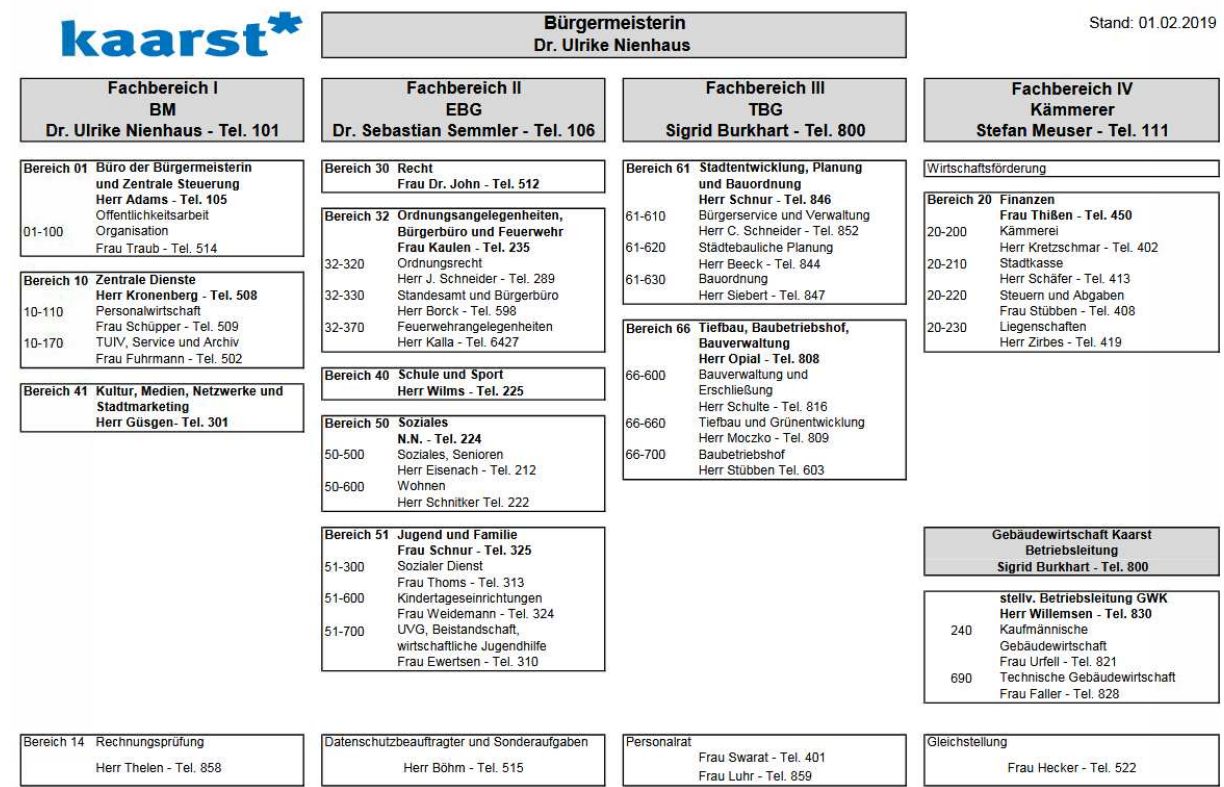 kaarst*
Bürgermeisterin
Dr. Ulrike Nienhaus
Stand: 01.02.2019
Fachbereich I
BM
Dr. Ulrike Nienhaus - Tel. 101
Bereich 01 Büro der Bürgermeisterin
und Zentrale Steuerung
Herr Adams - Tel. 105
Öffentlichkeitsarbeit
01-100 Organisation
Frau Traub - Tel. 514
Bereich 10 Zentrale Dienste
Herr Kronenberg - Tel. 508
10-110 Personalwirtschaft
Frau Schüpper - Tel. 509
10-170 TUIV, Service und Archiv
Frau Fuhrmann - Tel. 502
Bereich 41 Kultur, Medien, Netzwerke und
Stadtmarketing
Herr Güsgen- Tel. 301
Fachbereich II
EBG
Dr. Sebastian Semmler - Tel. 106
Bereich 30 Recht
Frau Dr. John - Tel. 512
Bereich 32 Ordnungsangelegenheiten,
Bürgerbüro und Feuerwehr
Frau Kaulen - Tel. 235
32-320 Ordnungsrecht
Herr J. Schneider - Tel. 289
32-330 Standesamt und Bürgerbüro
Herr Borck - Tel. 598
32-370 Feuerwehrangelegenheiten
Herr Kalla - Tel. 6427
Bereich 40 Schule und Sport
Herr Wilms - Tel. 225
Bereich 50 Soziales
N.N. - Tel. 224
50-500 Soziales, Senioren
Herr Eisenach - Tel. 212
50-600 Wohnen
Herr Schnitker Tel. 222
Bereich 51 Jugend und Familie
Frau Schnur - Tel. 325
51-300 Sozialer Dienst
Frau Thoms - Tel. 313
51-600 Kindertageseinrichtungen
Frau Weidemann - Tel. 324
51-700 UVG, Beistandschaft,
wirtschaftliche Jugendhilfe
Frau Ewertsen - Tel. 310
Fachbereich III
TBG
Sigrid Burkhart - Tel. 800
Bereich 61 Stadtentwicklung, Planung
und Bauordnung
Herr Schnur - Tel. 846
61-610 Bürgerservice und Verwaltung
Herr C. Schneider - Tel. 852
61-620 Städtebauliche Planung
Herr Beeck - Tel. 844
61-630 Bauordnung
Herr Siebert - Tel. 847
Bereich 66 Tiefbau, Baubetriebshof,
Bauverwaltung
Herr Opial - Tel. 808
66-600 Bauverwaltung und
Erschließung
Herr Schulte - Tel. 816
66-660 Tiefbau und Grünentwicklung
Herr Moczko - Tel. 809
66-700 Baubetriebshof
Herr Stübben Tel. 603
Fachbereich IV
Kämmerer
Stefan Meuser - Tel. 111
Wirtschaftsförderung
Bereich 20 Finanzen
Frau Thißen - Tel. 450
20-200 Kämmerei
Herr Kretzschmar - Tel. 402
20-210 Stadtkasse
Herr Schäfer - Tel. 413
20-220 Steuern und Abgaben
Frau Stübben - Tel. 408
20-230 Liegenschaften
Herr Zirbes - Tel. 419
Gebäudewirtschaft Kaarst
Betriebsleitung
Sigrid Burkhart - Tel. 800
stellv. Betriebsleitung GWK
Herr Willemsen - Tel. 830
240 Kaufmännische
Gebäudewirtschaft
Frau Urfell - Tel. 821
690 Technische Gebäudewirtschaft
Frau Faller - Tel. 828
Bereich 14 Rechnungsprüfung
Herr Thelen - Tel. 858
Datenschutzbeauftragter und Sonderaufgaben
Herr Böhm - Tel. 515
Personalrat
Frau Swarat - Tel. 401
Frau Luhr - Tel. 859
Gleichstellung
Frau Hecker - Tel. 522